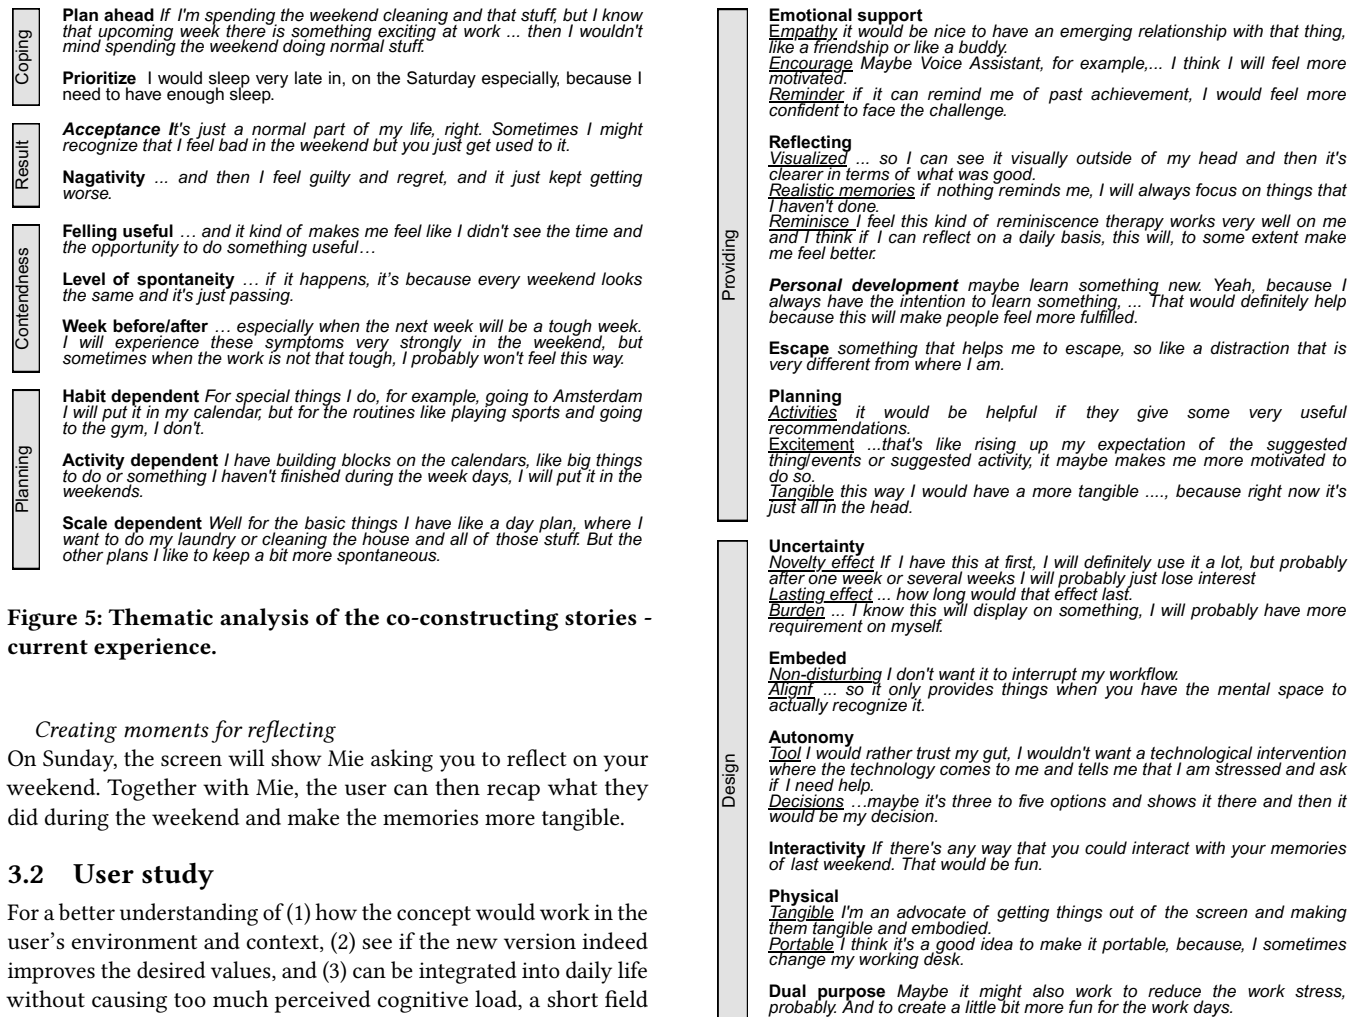 Coping
Plan ahead If I'm spending the weekend cleaning and that stuff, but I know
that upcoming week there is something exciting at work ... then I wouldn't
mind spending the weekend doing normal stuff.
Prioritize I would sleep very late in, on the Saturday especially, because I
need to have enough sleep.
Result
Acceptance It's just a normal part of my life, right. Sometimes I might
recognize that I feel bad in the weekend but you just get used to it.
Nagativity ... and then I feel guilty and regret, and it just kept getting
worse.
Contendness
Felling useful … and it kind of makes me feel like I didn't see the time and
the opportunity to do something useful…
Level of spontaneity … if it happens, it’s because every weekend looks
the same and it's just passing.
Week before/after … especially when the next week will be a tough week.
I will experience these symptoms very strongly in the weekend, but
sometimes when the work is not that tough, I probably won't feel this way.
Planning
Habit dependent For special things I do, for example, going to Amsterdam
I will put it in my calendar, but for the routines like playing sports and going
to the gym, I don't.
Activity dependent I have building blocks on the calendars, like big things
to do or something I haven't finished during the week days, I will put it in the
weekends.
Scale dependent Well for the basic things I have like a day plan, where I
want to do my laundry or cleaning the house and all of those stuff. But the
other plans I like to keep a bit more spontaneous.
Figure 5: Thematic analysis of the co-constructing stories -
current experience.
Creating moments for reflecting
On Sunday, the screen will show Mie asking you to reflect on your
weekend. Together with Mie, the user can then recap what they
did during the weekend and make the memories more tangible.
3.2 User study
For a better understanding of (1) how the concept would work in the
user’s environment and context, (2) see if the new version indeed
improves the desired values, and (3) can be integrated into daily life
without causing too much perceived cognitive load, a short field
Providing
Emotional support
Empathy it would be nice to have an emerging relationship with that thing,
like a friendship or like a buddy.
Encourage Maybe Voice Assistant, for example,... I think I will feel more
motivated.
Reminder if it can remind me of past achievement, I would feel more
confident to face the challenge.
Reflecting
Visualized ... so I can see it visually outside of my head and then it's
clearer in terms of what was good.
Realistic memories if nothing reminds me, I will always focus on things that
I haven't done.
Reminisce I feel this kind of reminiscence therapy works very well on me
and I think if I can reflect on a daily basis, this will, to some extent make
me feel better.
Personal development maybe learn something new. Yeah, because I
always have the intention to learn something, ... That would definitely help
because this will make people feel more fulfilled.
Escape something that helps me to escape, so like a distraction that is
very different from where I am.
Planning
Activities it would be helpful if they give some very useful
recommendations.
Excitement ...that's like rising up my expectation of the suggested
thing/events or suggested activity, it maybe makes me more motivated to
do so.
Tangible this way I would have a more tangible ...., because right now it's
just all in the head.
Design
Uncertainty
Novelty effect If I have this at first, I will definitely use it a lot, but probably
after one week or several weeks I will probably just lose interest
Lasting effect ... how long would that effect last.
Burden ... I know this will display on something, I will probably have more
requirement on myself.
Embeded
Non-disturbing I don't want it to interrupt my workflow.
Alignf ... so it only provides things when you have the mental space to
actually recognize it.
Autonomy
Tool I would rather trust my gut, I wouldn't want a technological intervention
where the technology comes to me and tells me that I am stressed and ask
if I need help.
Decisions …maybe it's three to five options and shows it there and then it
would be my decision.
Interactivity If there's any way that you could interact with your memories
of last weekend. That would be fun.
Physical
Tangible I'm an advocate of getting things out of the screen and making
them tangible and embodied.
Portable I think it's a good idea to make it portable, because, I sometimes
change my working desk.
Dual purpose Maybe it might also work to reduce the work stress,
probably. And to create a little bit more fun for the work days.